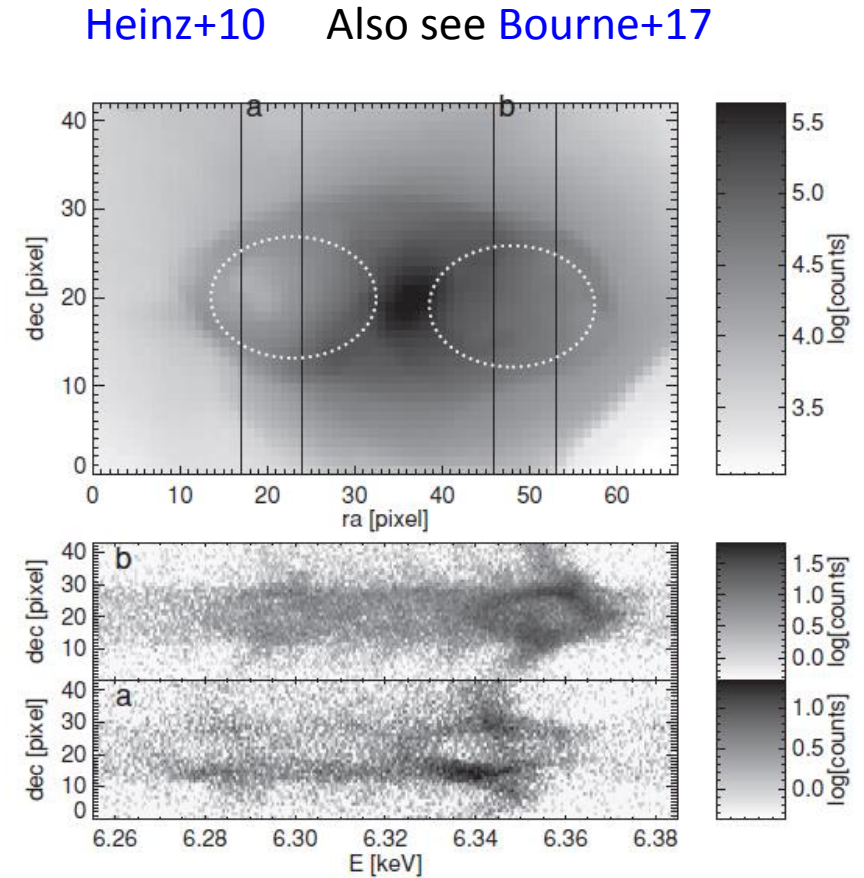 Heinz+10 Also see Bourne+17
a b
40
30
20
10
0
dec [pixel]
0 10 20 30 40 50 60
ra [pixel]
5.5
5.0
4.5
4.0
3.5
log[counts]
b
40
30
20
10
dec [pixel]
1.5
1.0
0.5
0.0
log[counts]
a
40
30
20
10
0
dec [pixel]
1.0
0.5
0.0
log[counts]
6.26 6.28 6.30 6.32 6.34 6.36 6.38
E [keV]